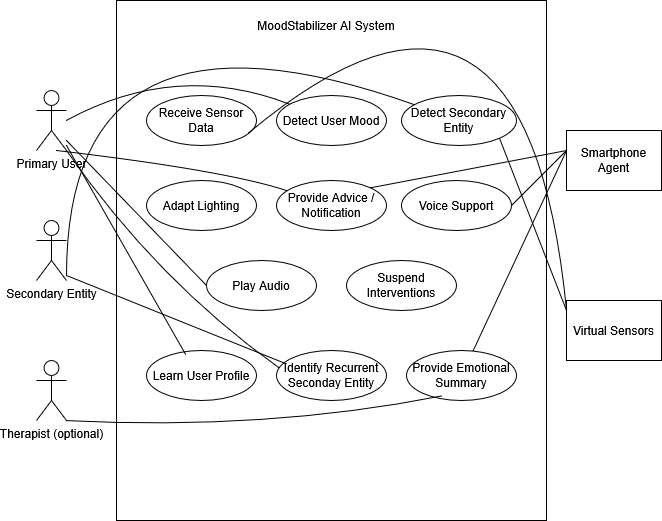 MoodStabilizer AI System
Receive Sensor
Data
Detect User Mood
Detect Secondary
Entity
Primary User
Smartphone
Agent
Adapt Lighting
Provide Advice /
Notification
Voice Support
Secondary Entity
Play Audio
Suspend
Interventions
Virtual Sensors
Learn User Profile
Identify Recurrent
Seconday Entity
Provide Emotional
Summary
Therapist (optional)